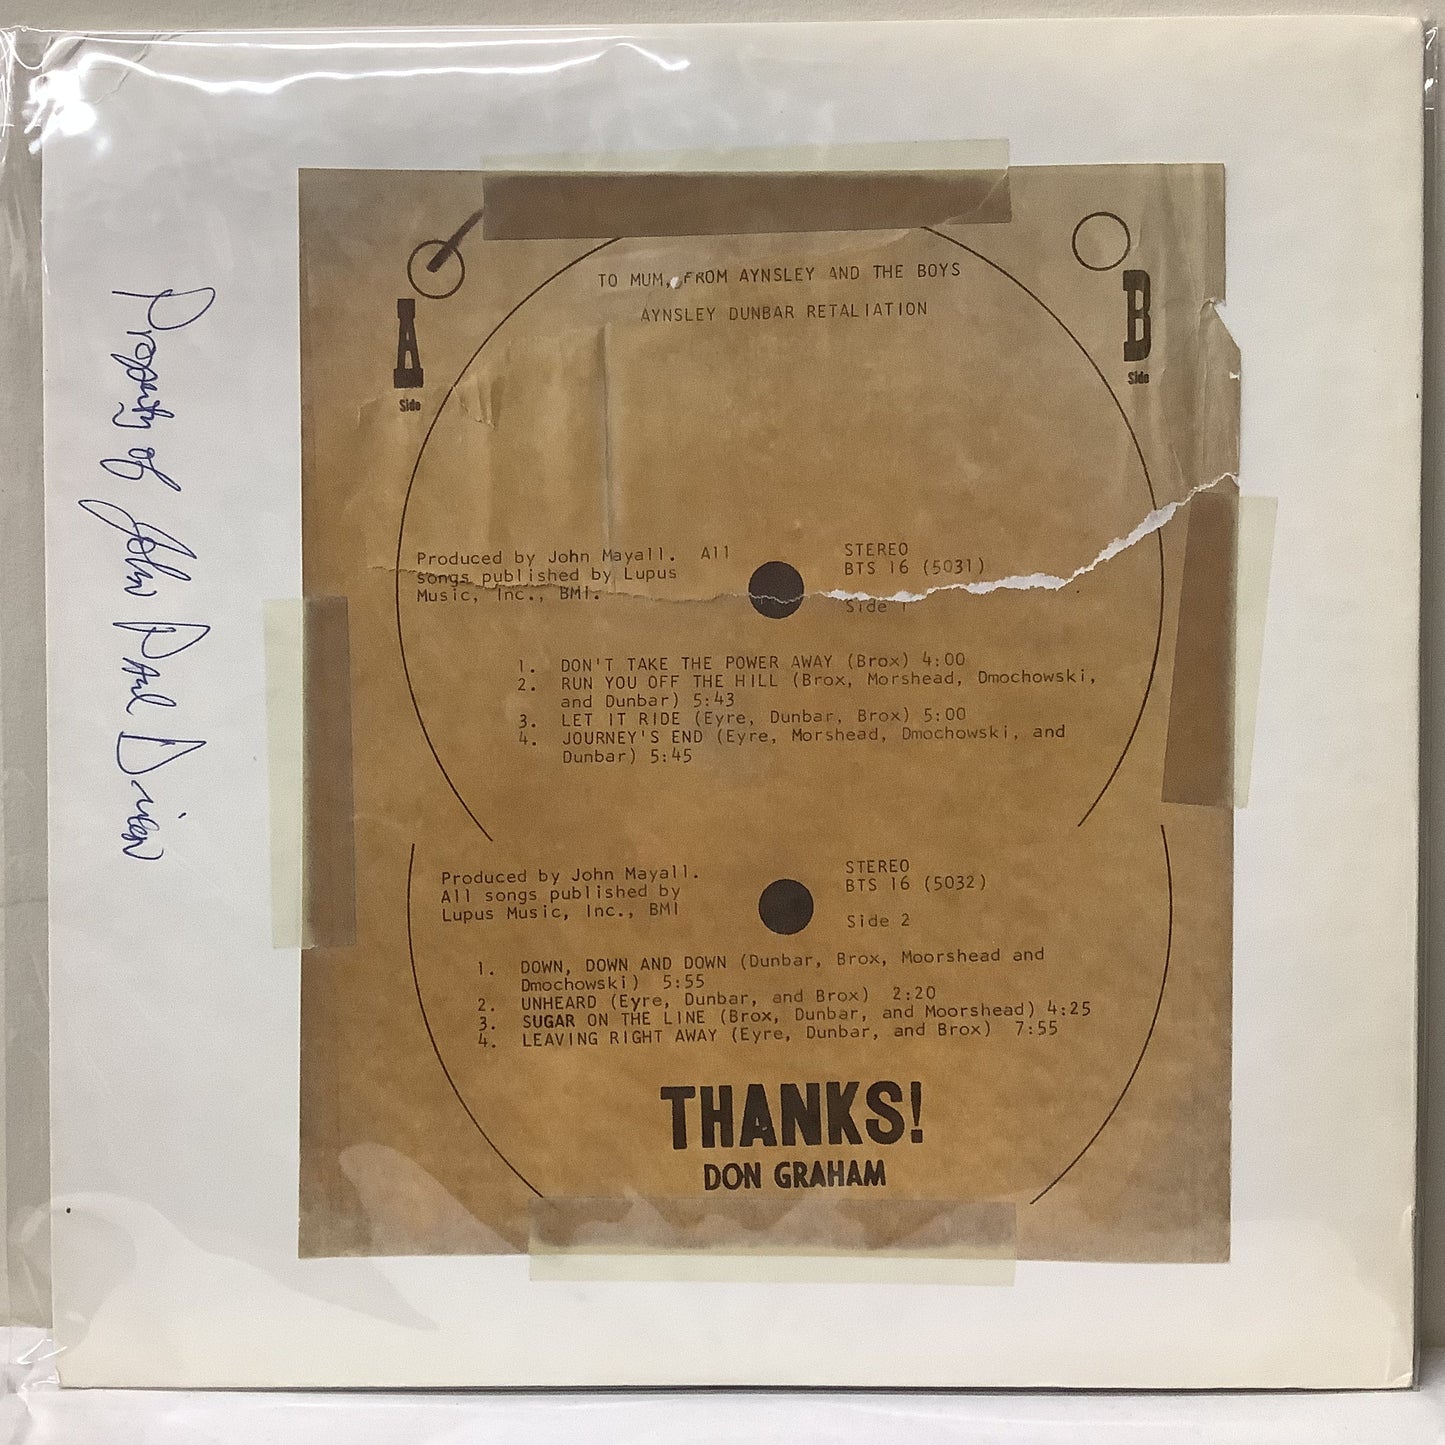 Property of John Paul
TO MUM, FROM AYNSLEY AND THE BOYS
AYNSLEY DUNBAR RETALIATION
A
Side
B
Side
Produced by John Mayall. All
songs published by Lupus
Music, Inc., BMI.
STEREO
BTS 16 (5031)
Side 1
1. DON'T TAKE THE POWER AWAY (Brox) 4:00
2. RUN YOU OFF THE HILL (Brox, Morshead, Dmochowski,
and Dunbar) 5:43
3. LET IT RIDE (Eyre, Dunbar, Brox) 5:00
4. JOURNEY'S END (Eyre, Morshead, Dmochowski, and
Dunbar) 5:45
Produced by John Mayall.
All songs published by
Lupus Music, Inc., BMI
STEREO
BTS 16 (5032)
Side 2
1. DOWN, DOWN AND DOWN (Dunbar, Brox, Moorshead and
Dmochowski) 5:55
2. UNHEARD (Eyre, Dunbar, and Brox) 2:20
3. SUGAR ON THE LINE (Brox, Dunbar, and Moorshead) 4:25
4. LEAVING RIGHT AWAY (Eyre, Dunbar, and Brox) 7:55
THANKS!
DON GRAHAM